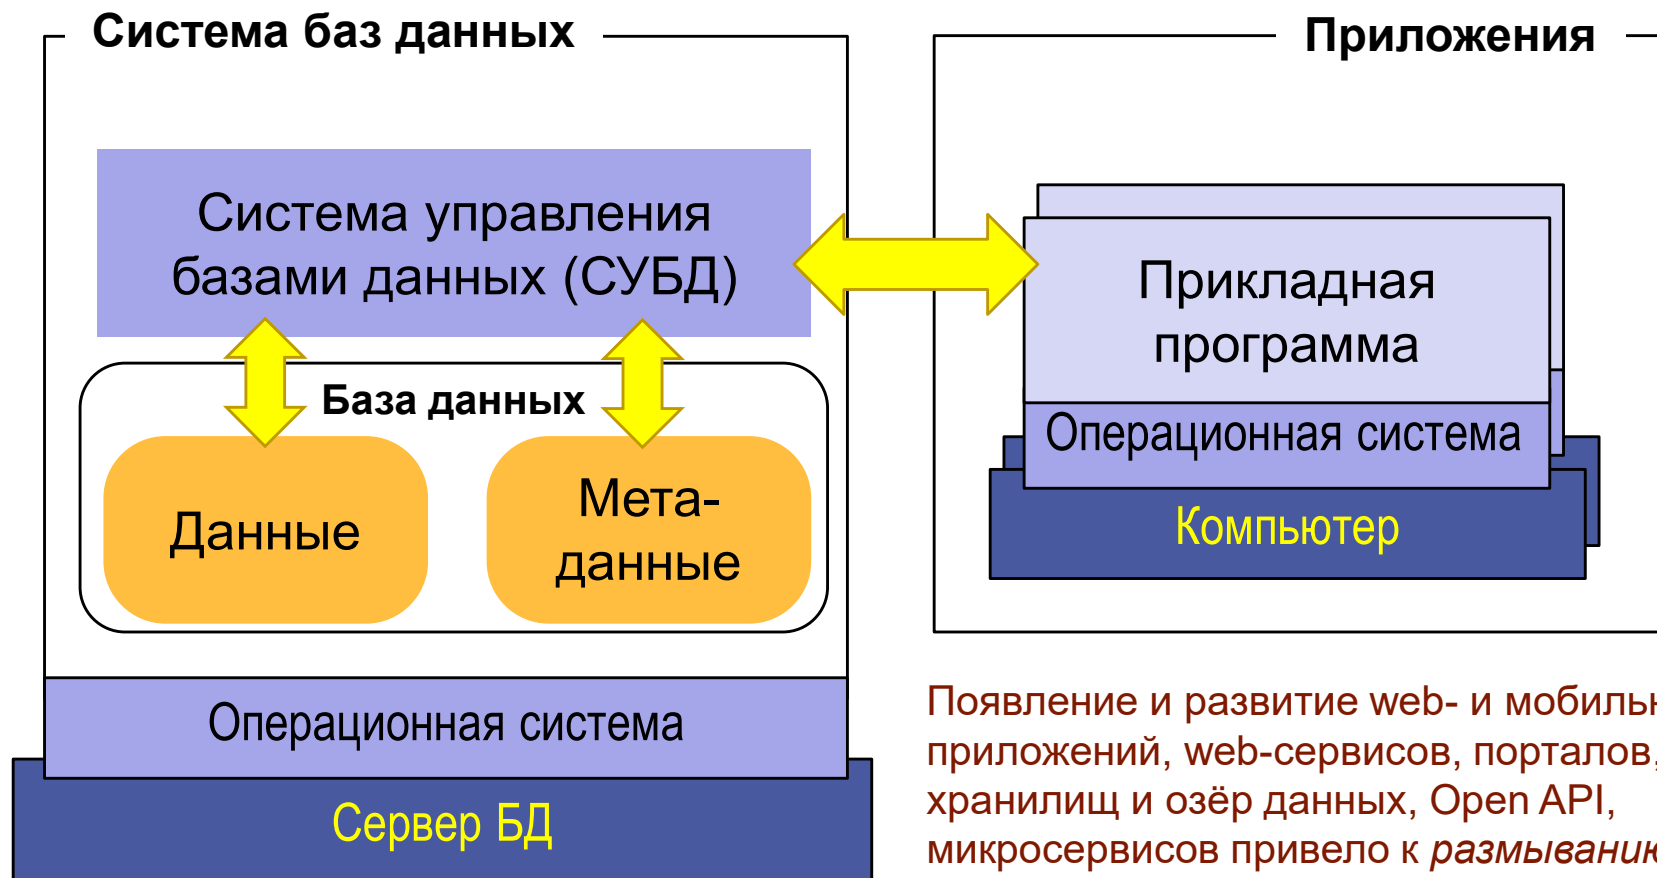 Система баз данных
Система управления
базами данных (СУБД)
База данных
Данные
Мета-
данные
Операционная система
Сервер БД
Приложения
Прикладная
программа
Операционная система
Компьютер
Появление и развитие web- и
приложений, web-сервисов, порталов,
хранилищ и озёр данных, Open API,
микросервисов привело к